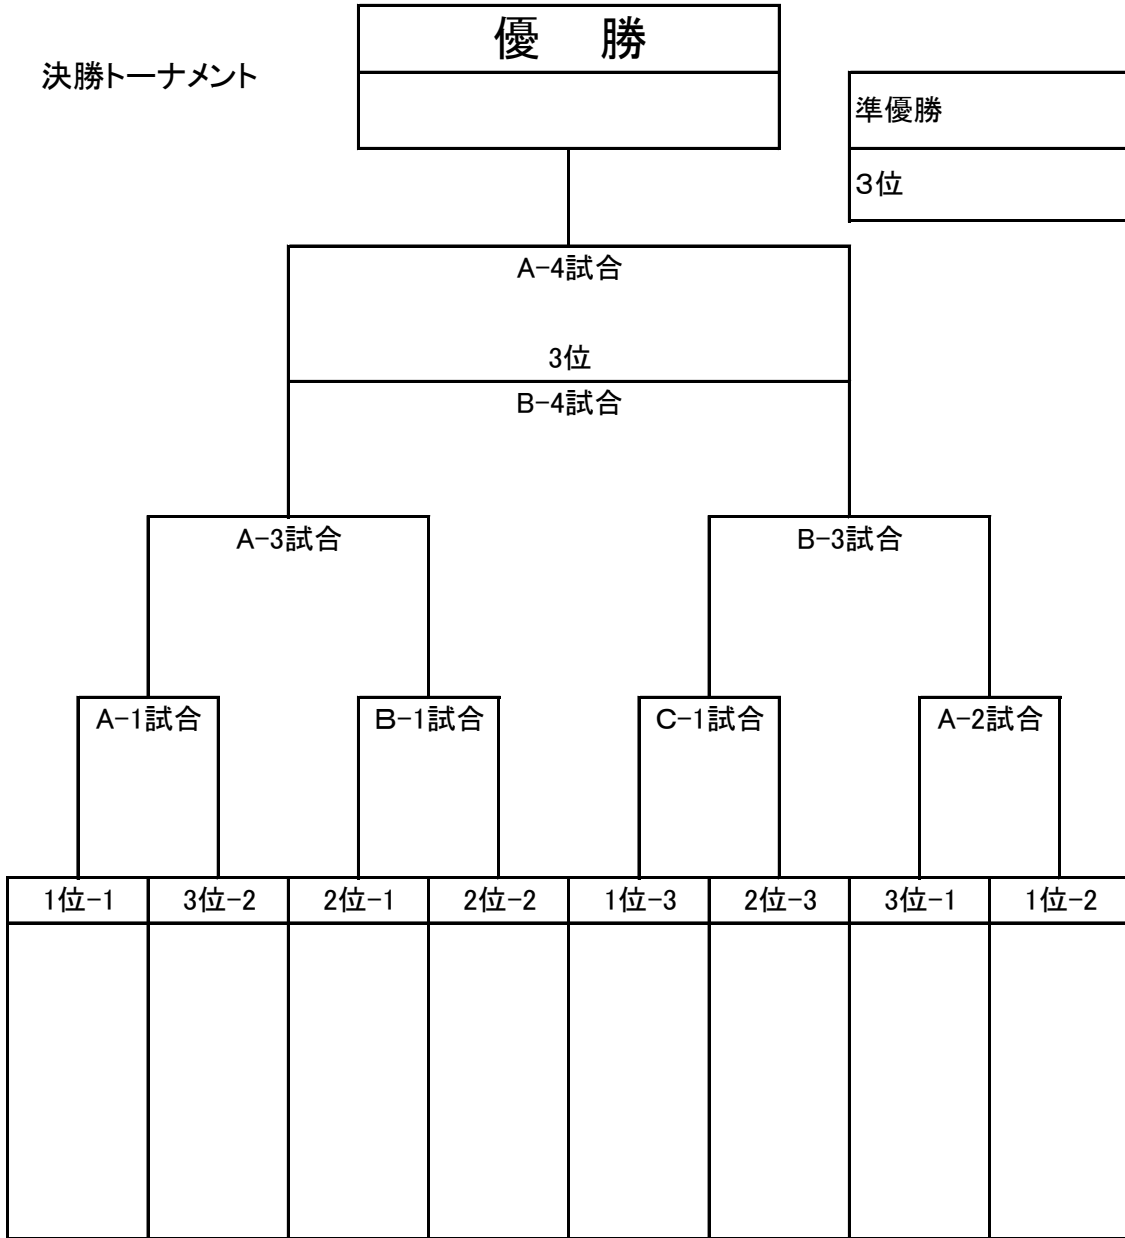 優　勝
決勝トーナメント
準優勝
３位
A-4試合
3位
B-4試合
A-3試合
B-3試合
A-1試合
B-1試合
C-1試合
A-2試合
1位-1
3位-2
2位-1
2位-2
1位-3
2位-3
3位-1
1位-2